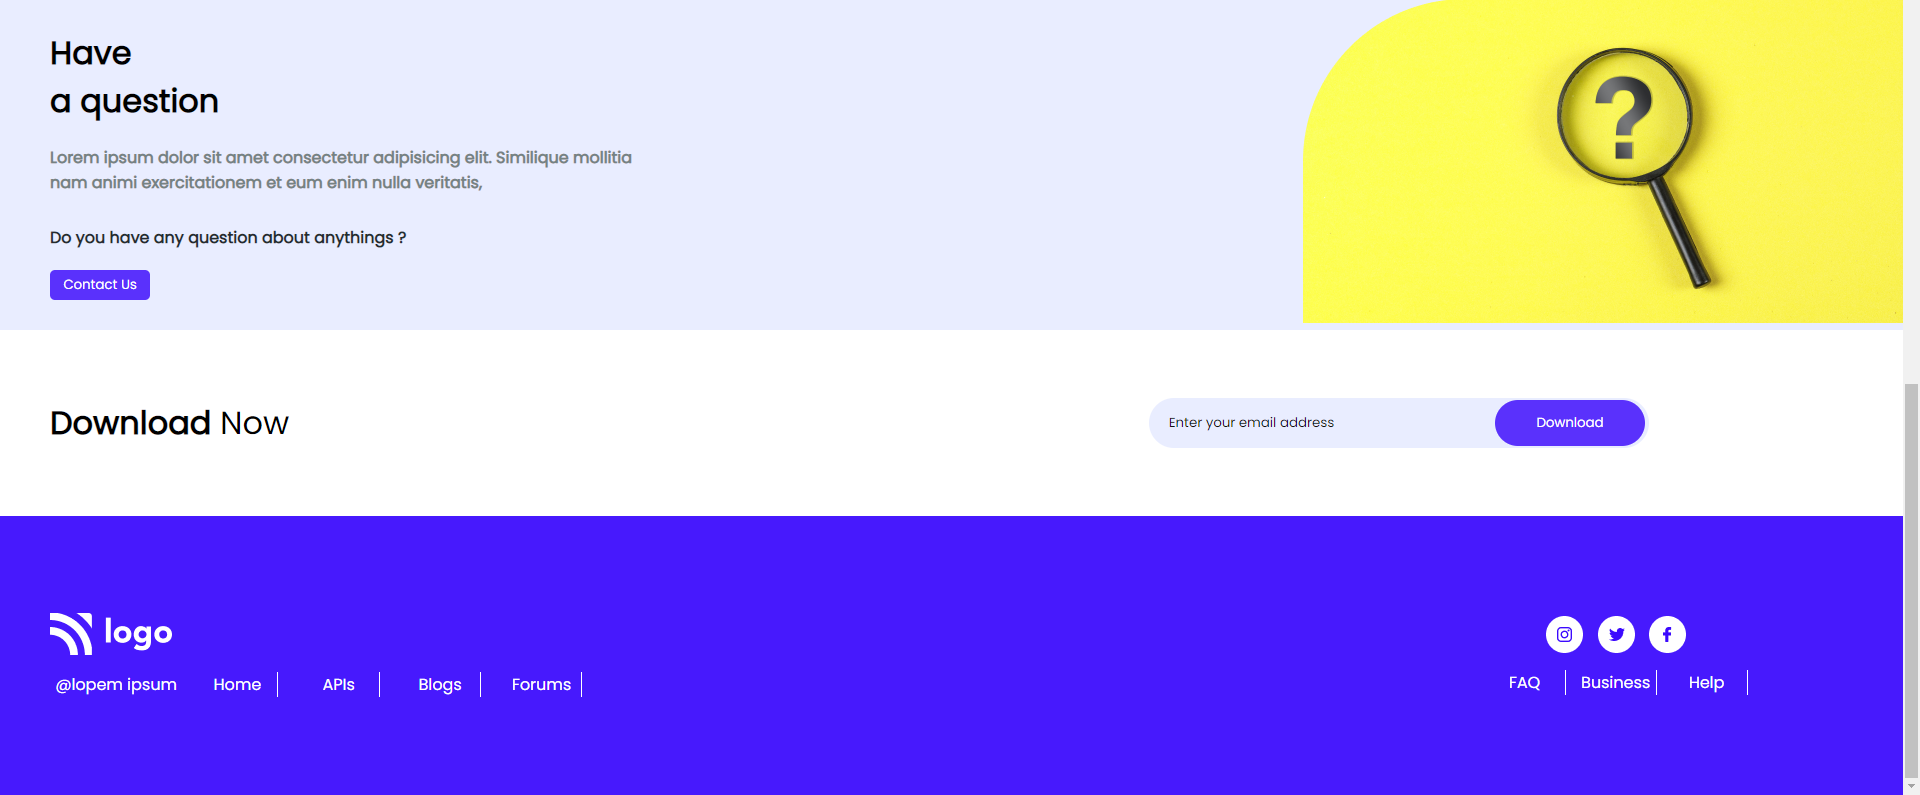 Have
a question
Lorem ipsum dolor sit amet consectetur adipisicing elit. Similique mollitia
nam animi exercitationem et eum enim nulla veritatis,
Do you have any question about anythings ?
Contact Us
?
Download Now
Enter your email address
Download
logo
@lopem ipsum
Home
APIs
Blogs
Forums
FAQ
Business
Help